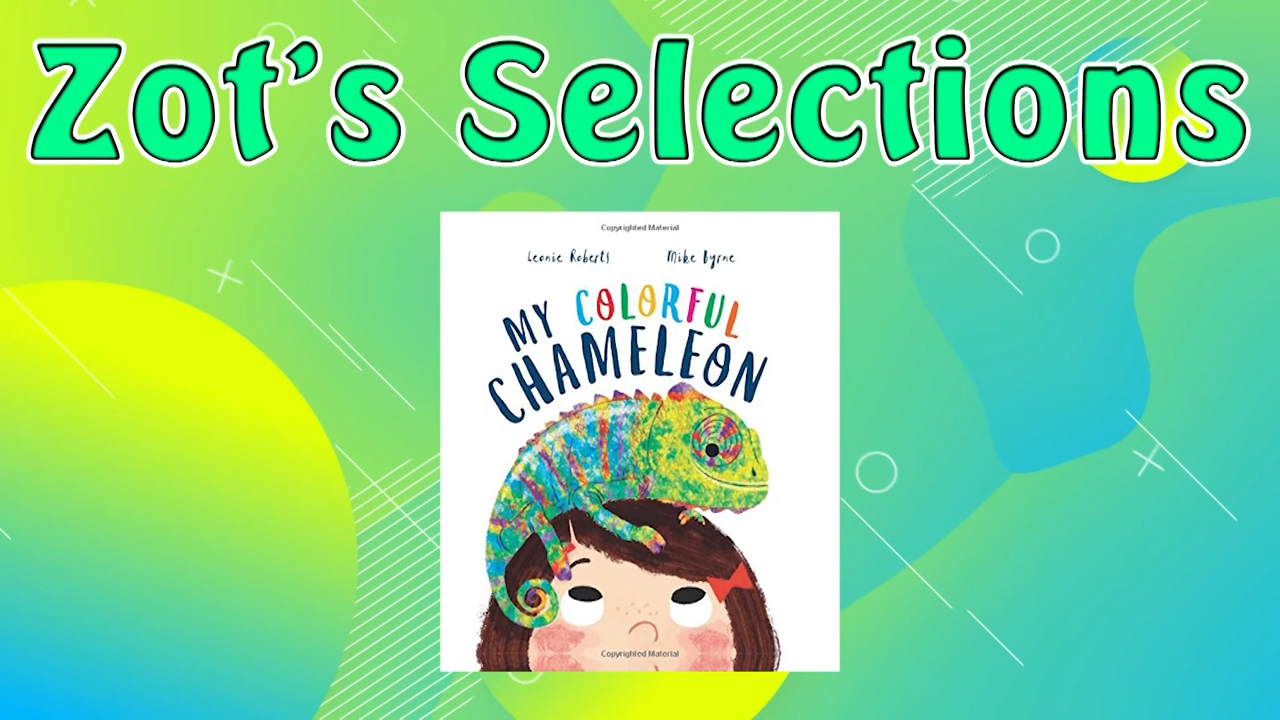 Zot's Selections
Copyrighted Material
Leonie Roberts Mike Byrne
MY COLORFUL
CHAMELEON
Copyrighted Material